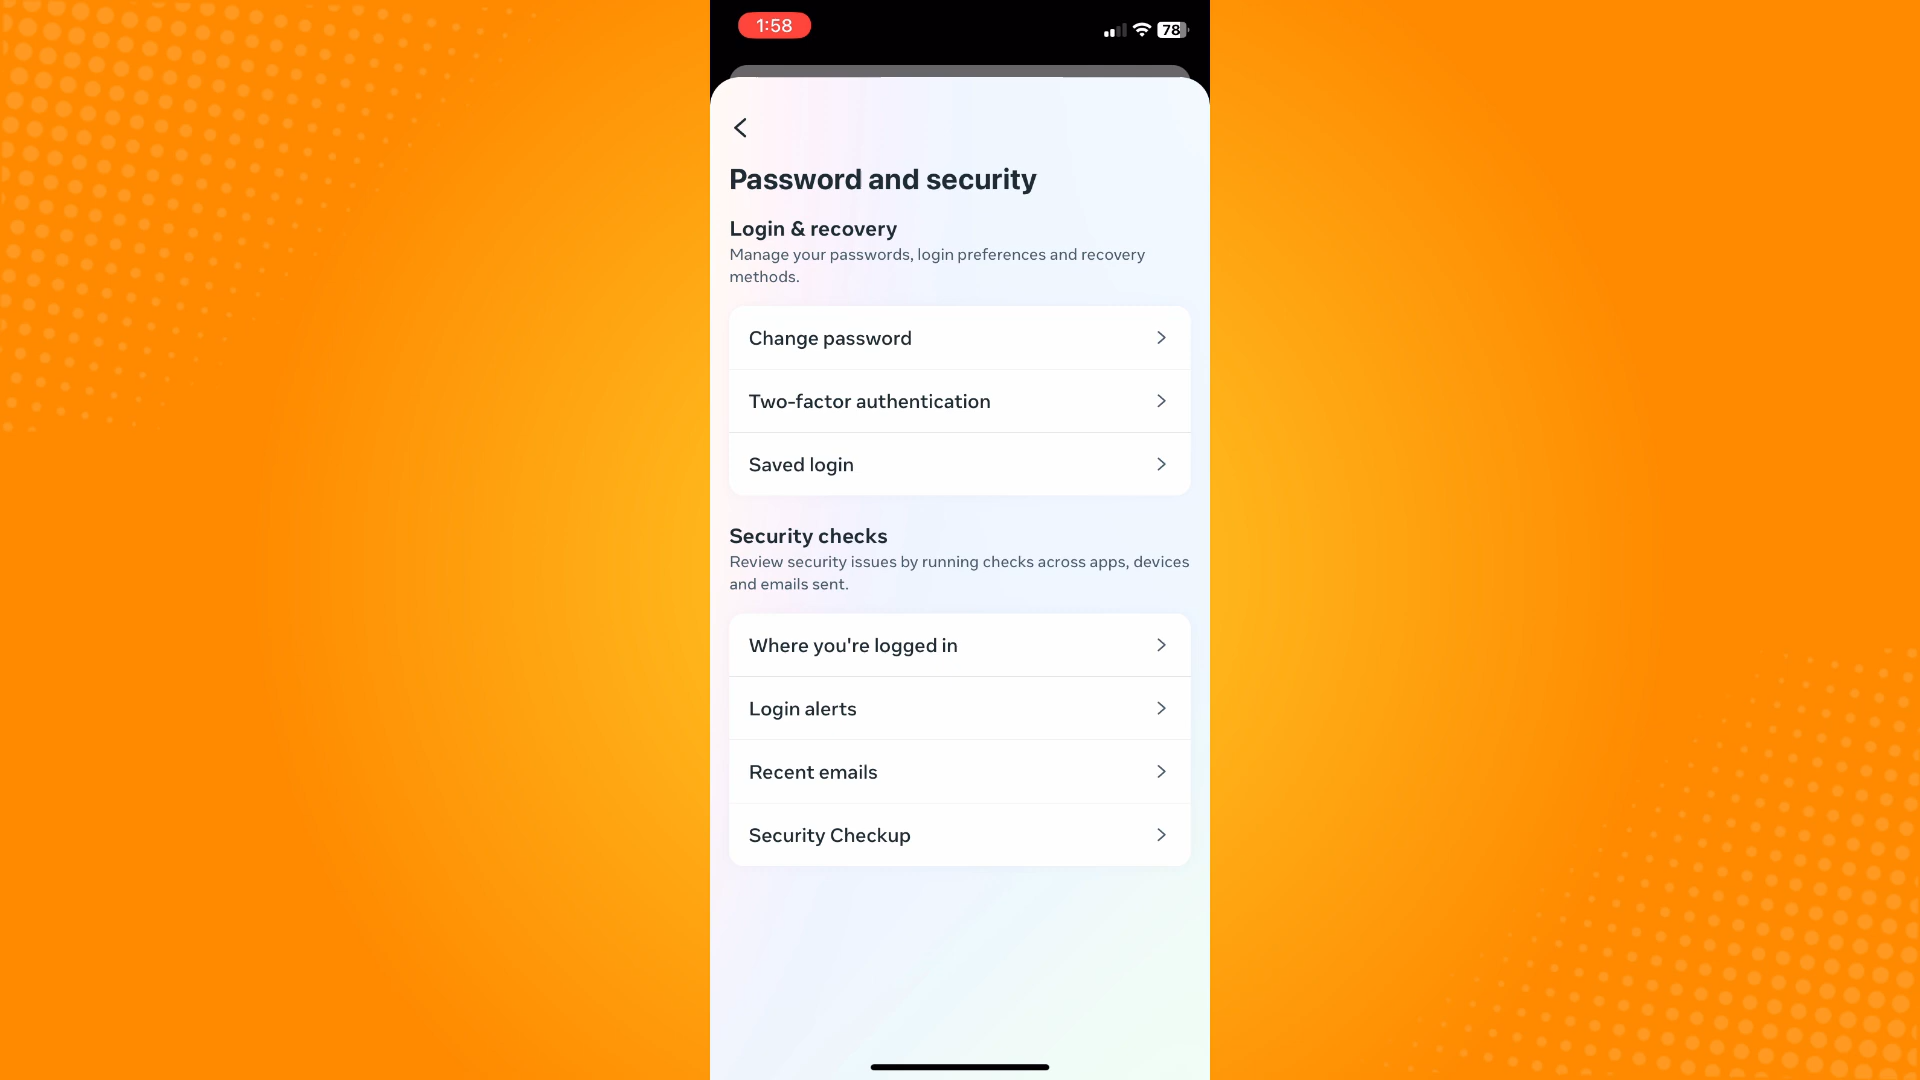 1:58
78
Password and security
Login & recovery
Manage your passwords, login preferences and recovery
methods.
Change password
Two-factor authentication
Saved login
Security checks
Review security issues by running checks across apps, devices
and emails sent.
Where you're logged in
Login alerts
Recent emails
Security Checkup